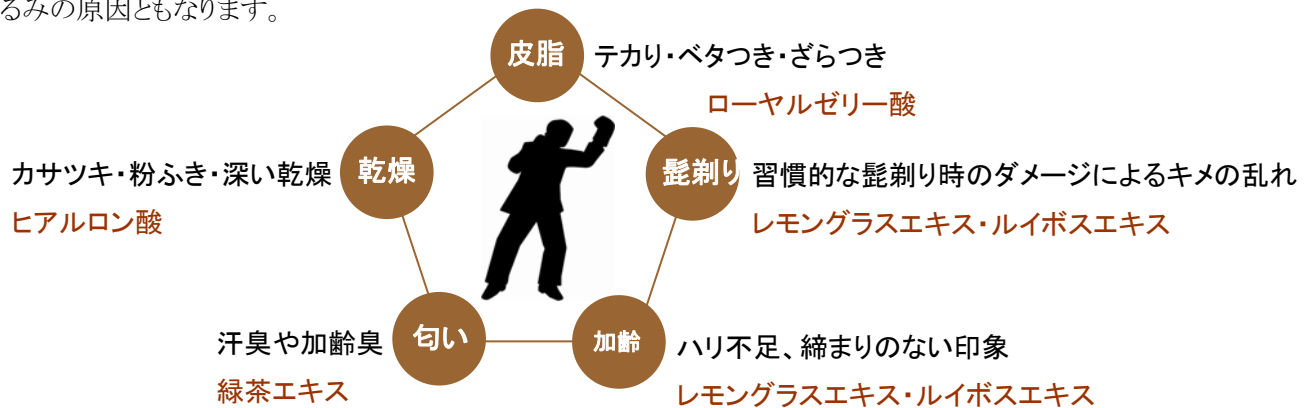 るみの原因ともなります。
皮脂
テカり・ベタつき・ざらつき
ローヤルゼリー酸
乾燥
カサツキ・粉ふき・深い乾燥
ヒアルロン酸
髭剃り
習慣的な髭剃り時のダメージによるキメの乱れ
レモングラスエキス・ルイボスエキス
匂い
汗臭や加齢臭
緑茶エキス
加齢
ハリ不足、締まりのない印象
レモングラスエキス・ルイボスエキス